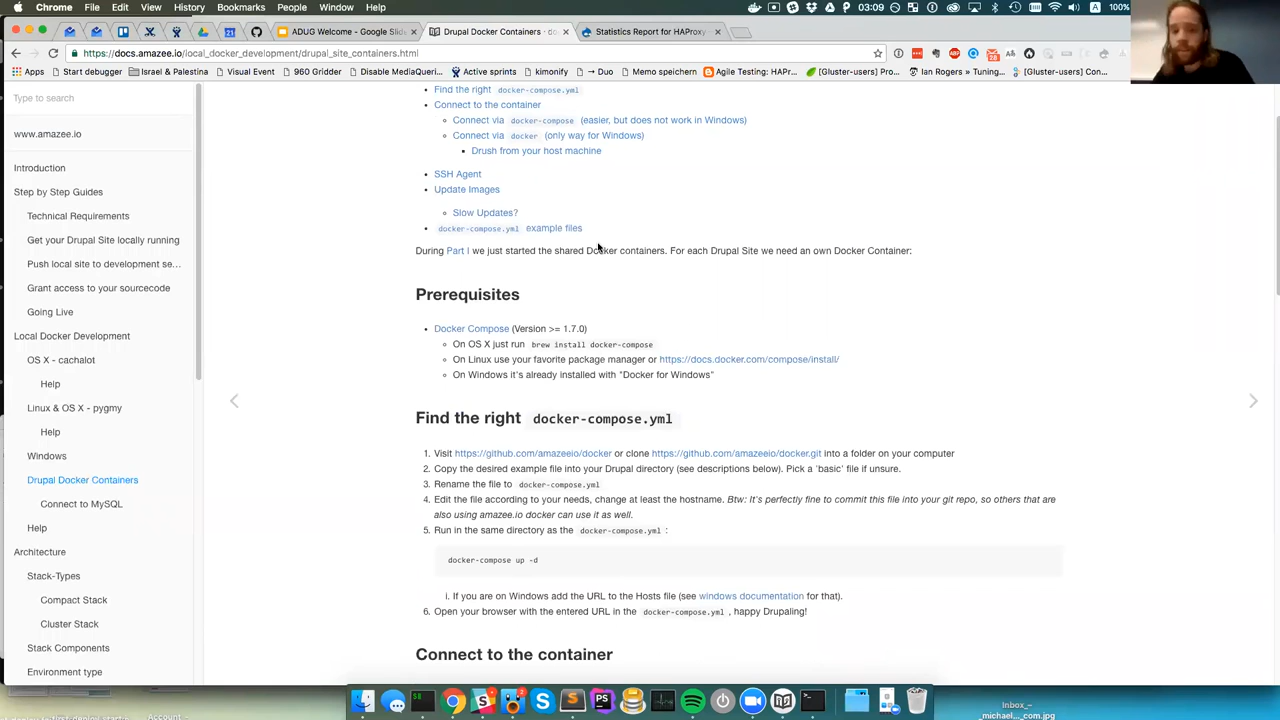 Chrome File Edit View History Bookmarks People Window Help 03:09 100%
ADUG Welcome - Google Slid Drupal Docker Containers · do Statistics Report for HAProxy
https://docs.amazee.io/local_docker_development/drupal_site_containers.html
Apps Start debugger Israel & Palestina Visual Event 960 Gridder Disable MediaQueri... Active sprints kimonify → Duo Memo speichern Agile Testing: HAPr... [Gluster-users] Pro... Ian Rogers » Tunin... [Gluster-users]
Type to search
www.amazee.io
Introduction
Step by Step Guides
Technical Requirements
Get your Drupal Site locally running
Push local site to development se...
Grant access to your sourcecode
Going Live
Local Docker Development
OS X - cachalot
Help
Linux & OS X - pygmy
Help
Windows
Drupal Docker Containers
Connect to MySQL
Help
Architecture
Stack-Types
Compact Stack
Cluster Stack
Stack Components
Environment type
Find the right docker-compose.yml
Connect to the container
Connect via docker-compose (easier, but does not work in Windows)
Connect via docker (only way for Windows)
Drush from your host machine
SSH Agent
Update Images
Slow Updates?
docker-compose.yml example files
During Part I we just started the shared Docker containers. For each Drupal Site we need an own Docker Container:
Prerequisites
Docker Compose (Version >= 1.7.0)
On OS X just run brew install docker-compose
On Linux use your favorite package manager or https://docs.docker.com/compose/install/
On Windows it's already installed with "Docker for Windows"
Find the right docker-compose.yml
1. Visit https://github.com/amazeeio/docker or clone https://github.com/amazeeio/docker.git into a folder on your computer
2. Copy the desired example file into your Drupal directory (see descriptions below). Pick a 'basic' file if unsure.
3. Rename the file to docker-compose.yml
4. Edit the file according to your needs, change at least the hostname. Btw: It's perfectly fine to commit this file into your git repo, so others that are
also using amazee.io docker can use it as well.
5. Run in the same directory as the docker-compose.yml :
docker-compose up -d
i. If you are on Windows add the URL to the Hosts file (see windows documentation for that).
6. Open your browser with the entered URL in the docker-compose.yml , happy Drupaling!
Connect to the container
Inbox_-
_michael..._com.jpg